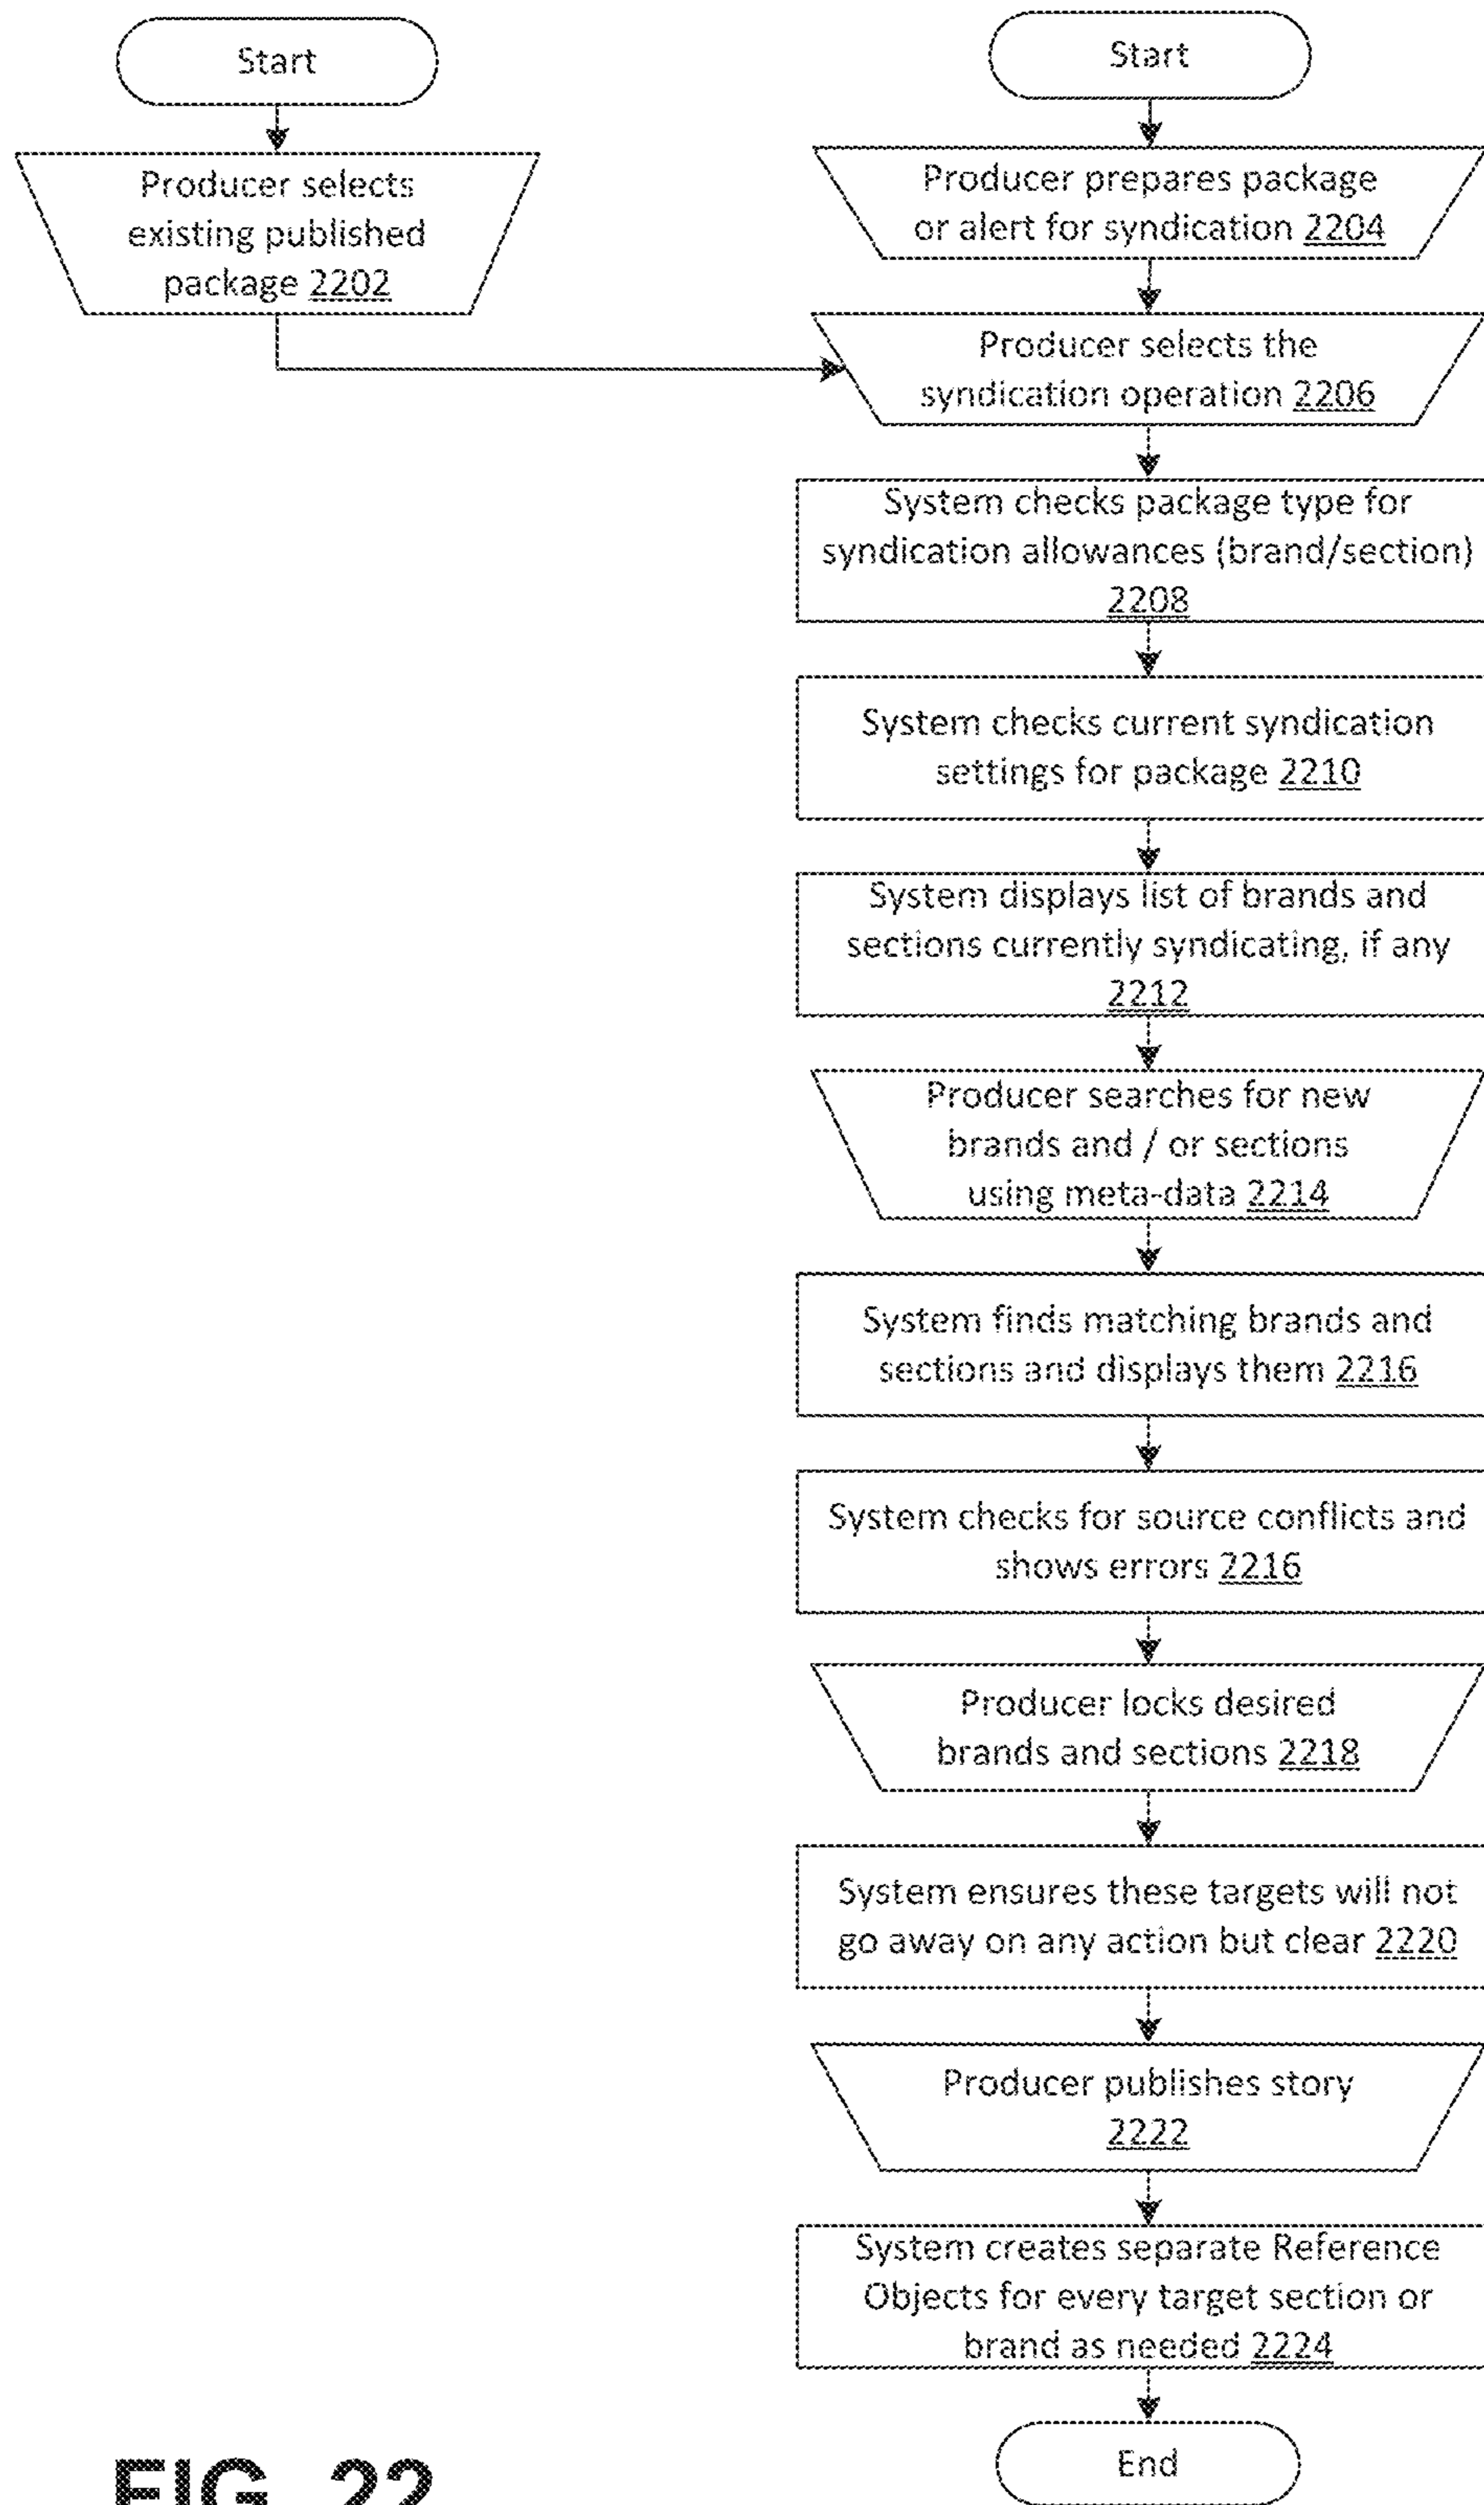 Start
Producer selects
existing published
package 2202
Start
Producer prepares package
or alert for syndication 2204
Producer selects the
syndication operation 2206
System checks package type for
syndication allowances (brand/section)
2208
System checks current syndication
settings for package 2210
System displays list of brands and
sections currently syndicating, if any
2212
Producer searches for new
brands and / or sections
using meta-data 2214
System finds matching brands and
sections and displays them 2216
System checks for source conflicts and
shows errors 2216
Producer locks desired
brands and sections 2218
System ensures these targets will not
go away on any action but clear 2220
Producer publishes story
2222
System creates separate Reference
Objects for every target section or
brand as needed 2224
End
FIG. 22